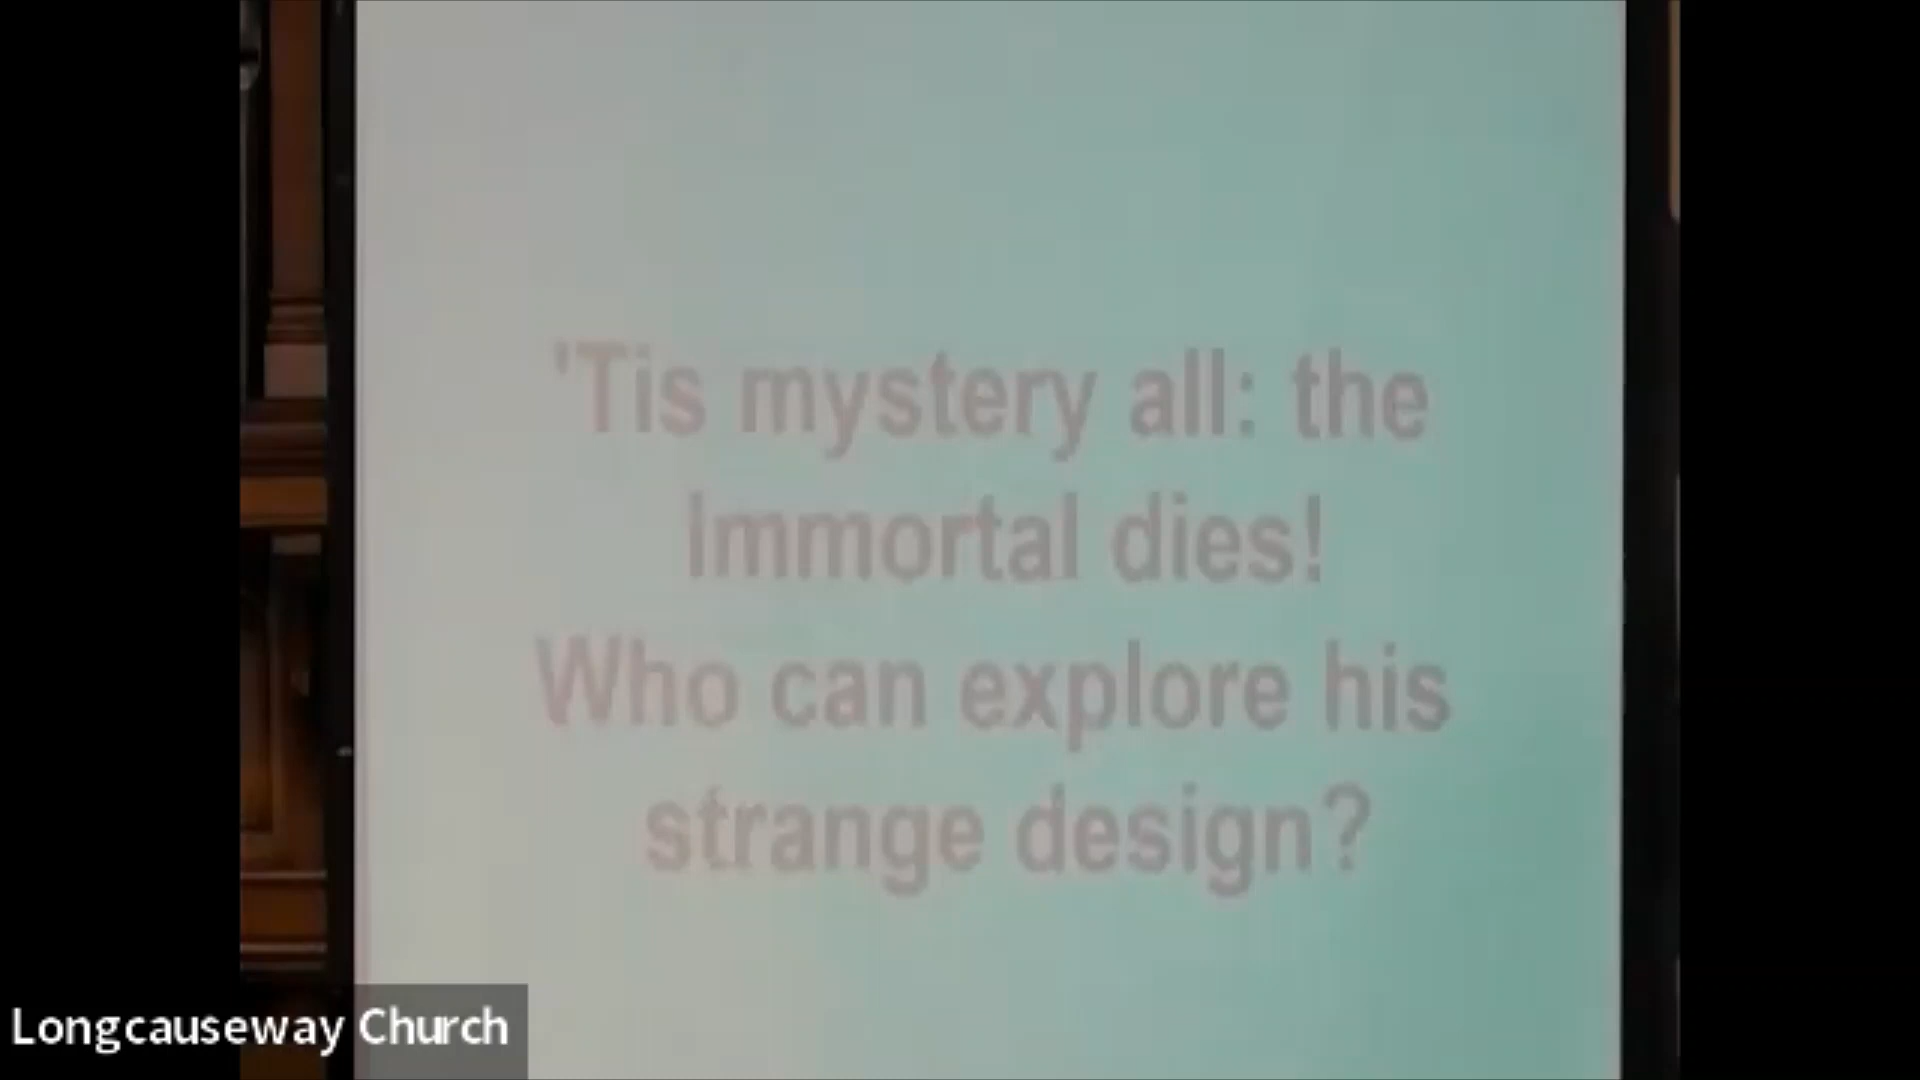 'Tis mystery all: the
Immortal dies!
Who can explore his
strange design?
Longcauseway Church